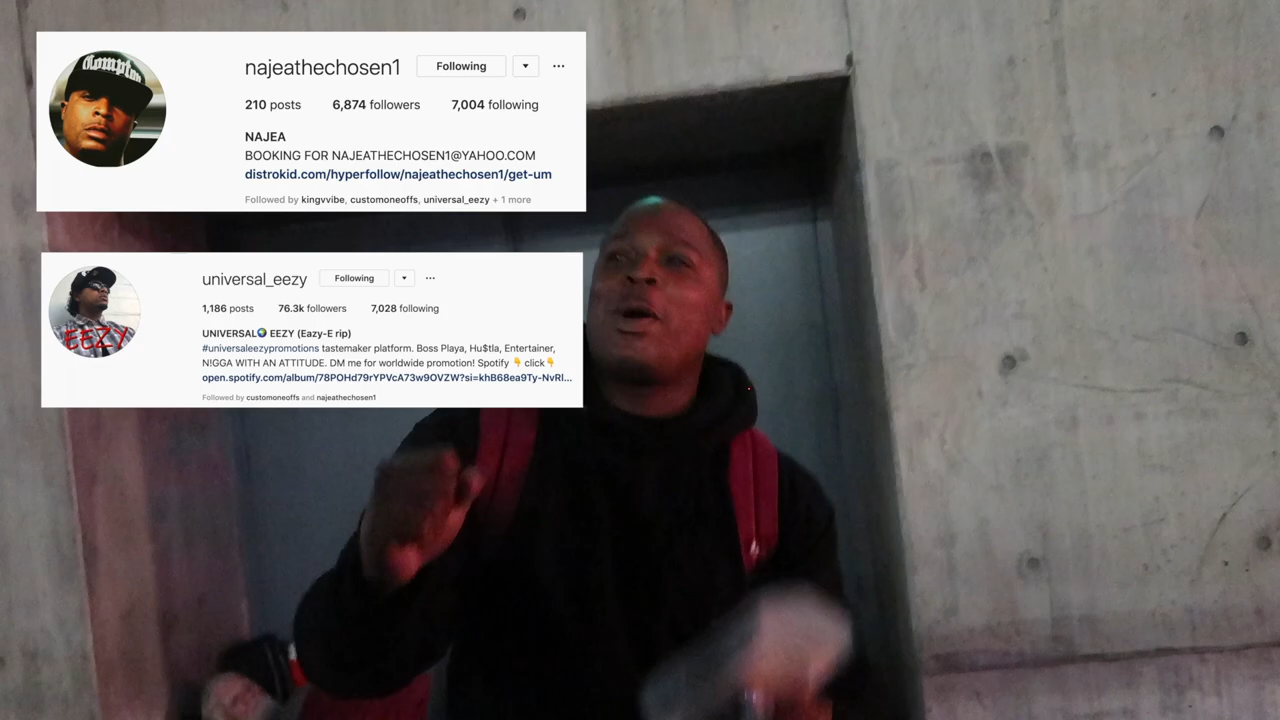 Compton
najeathechosen1 Following ▼ •••
210 posts 6,874 followers 7,004 following
NAJEA
BOOKING FOR NAJEATHECHOSEN1@YAHOO.COM
distrokid.com/hyperfollow/najeathechosen1/get-um
Followed by kingvvibe, customoneoffs, universal_eezy + 1 more
EEZY
universal_eezy Following ▼ •••
1,186 posts 76.3k followers 7,028 following
UNIVERSAL🌍 EEZY (Eazy-E rip)
#universaleezypromotions tastemaker platform. Boss Playa, Hu$tla, Entertainer,
N!GGA WITH AN ATTITUDE. DM me for worldwide promotion! Spotify 👇 click👇
open.spotify.com/album/78POHd79rYPVcA73w9OVZW?si=khB68ea9Ty-NvRl...
Followed by customoneoffs and najeathechosen1